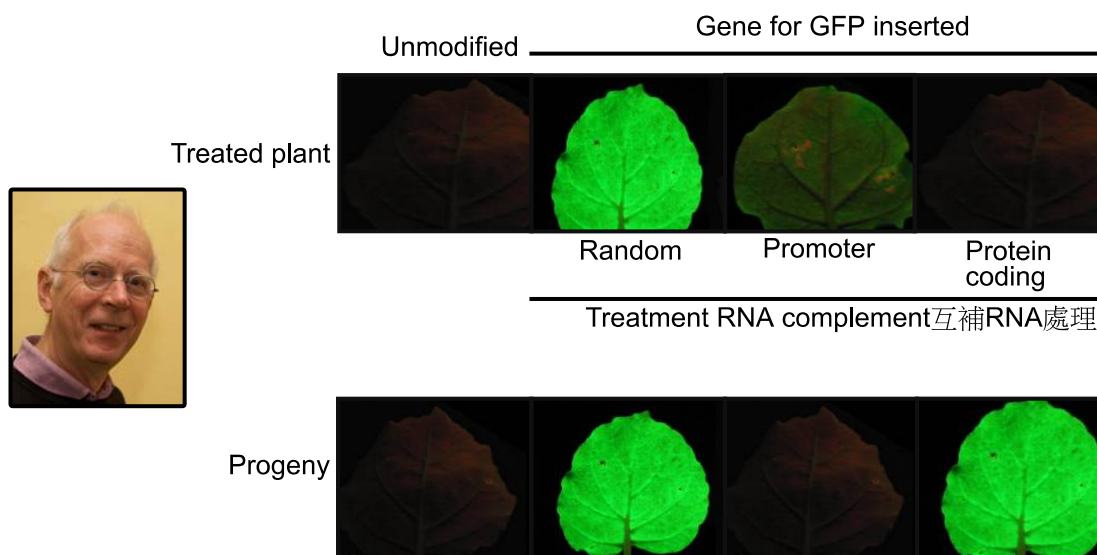 Gene for GFP inserted
Unmodified
Treated plant
Random
Promoter
Protein
coding
Treatment RNA complement互補RNA處理
Progeny